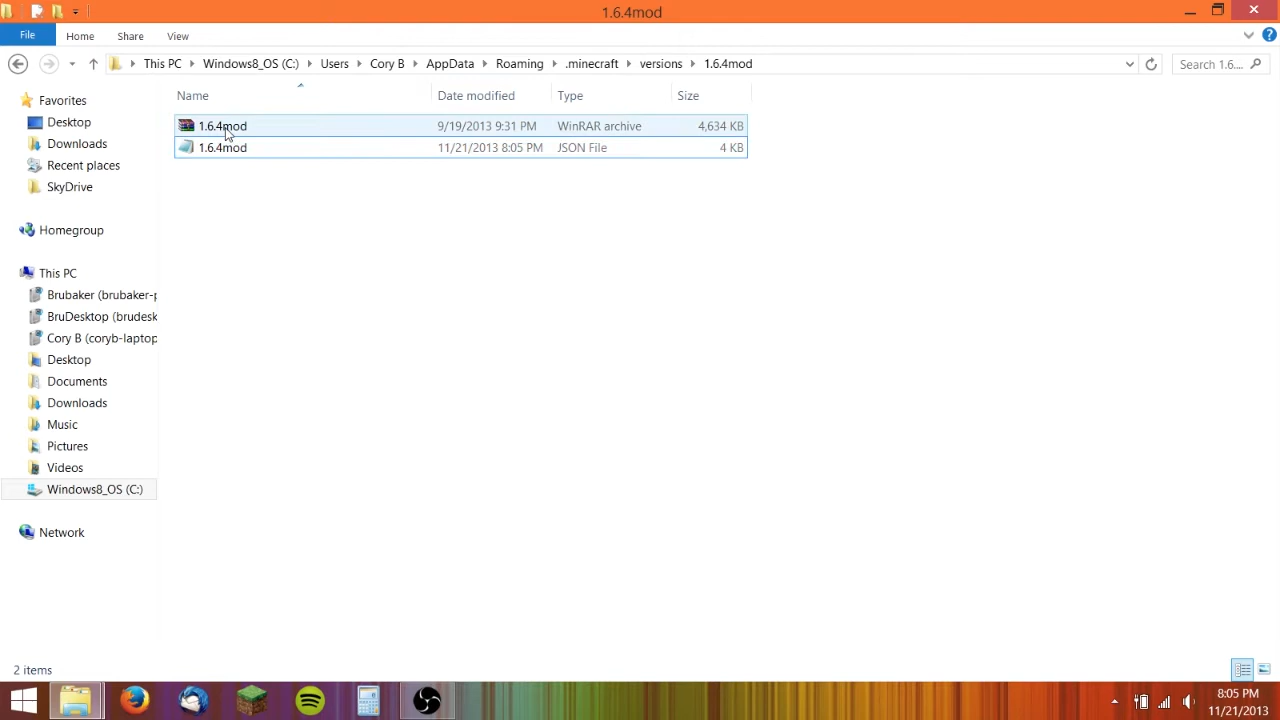 1.6.4mod
File Home Share View
This PC Windows8_OS (C:) Users Cory B AppData Roaming .minecraft versions 1.6.4mod Search 1.6....
Name Date modified Type Size
1.6.4mod 9/19/2013 9:31 PM WinRAR archive 4,634 KB
1.6.4mod 11/21/2013 8:05 PM JSON File 4 KB
Favorites
Desktop
Downloads
Recent places
SkyDrive
Homegroup
This PC
Brubaker (brubaker-p
BruDesktop (brudesk
Cory B (coryb-laptop
Desktop
Documents
Downloads
Music
Pictures
Videos
Windows8_OS (C:)
Network
2 items
8:05 PM
11/21/2013